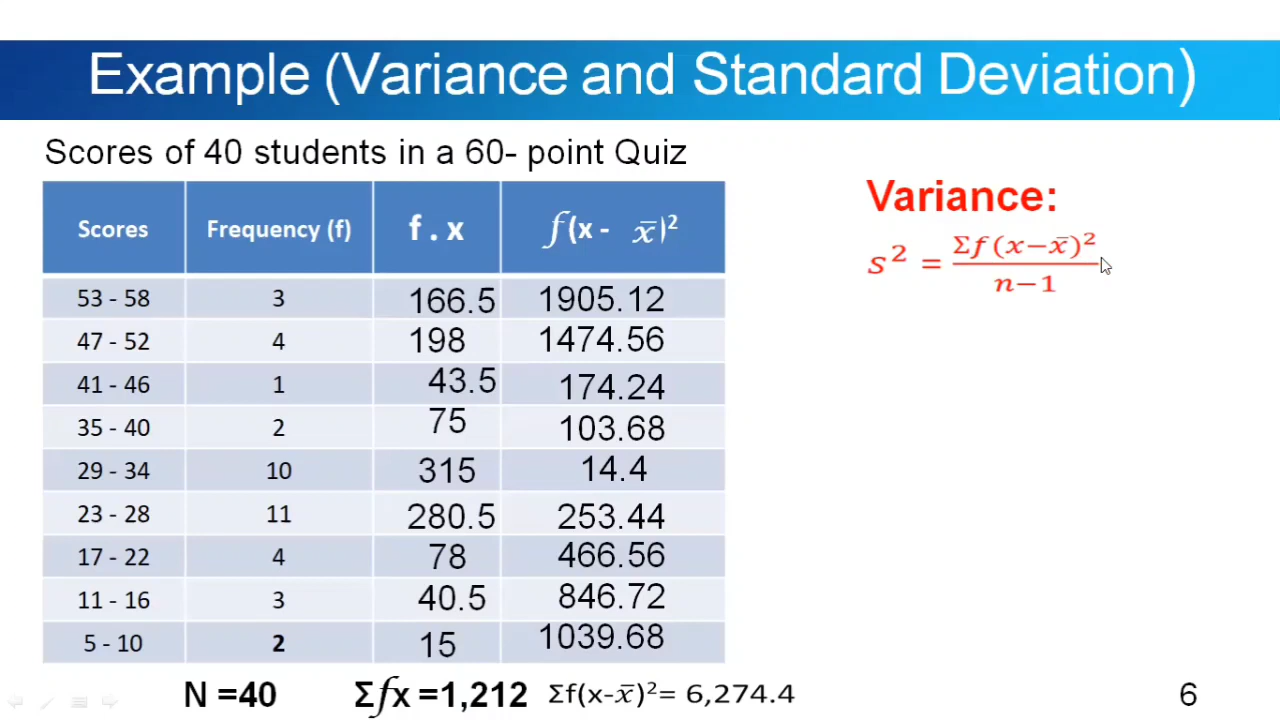 Example (Variance and Standard Deviation)
Scores of 40 students in a 60- point Quiz
Scores Frequency (f) f . x f(x - x̄)²
53 - 58 3 166.5 1905.12
47 - 52 4 198 1474.56
41 - 46 1 43.5 174.24
35 - 40 2 75 103.68
29 - 34 10 315 14.4
23 - 28 11 280.5 253.44
17 - 22 4 78 466.56
11 - 16 3 40.5 846.72
5 - 10 2 15 1039.68
N =40 Σfx =1,212 Σf(x-x̄)²= 6,274.4
Variance:
s² = Σf(x−x̄)² / n−1
6